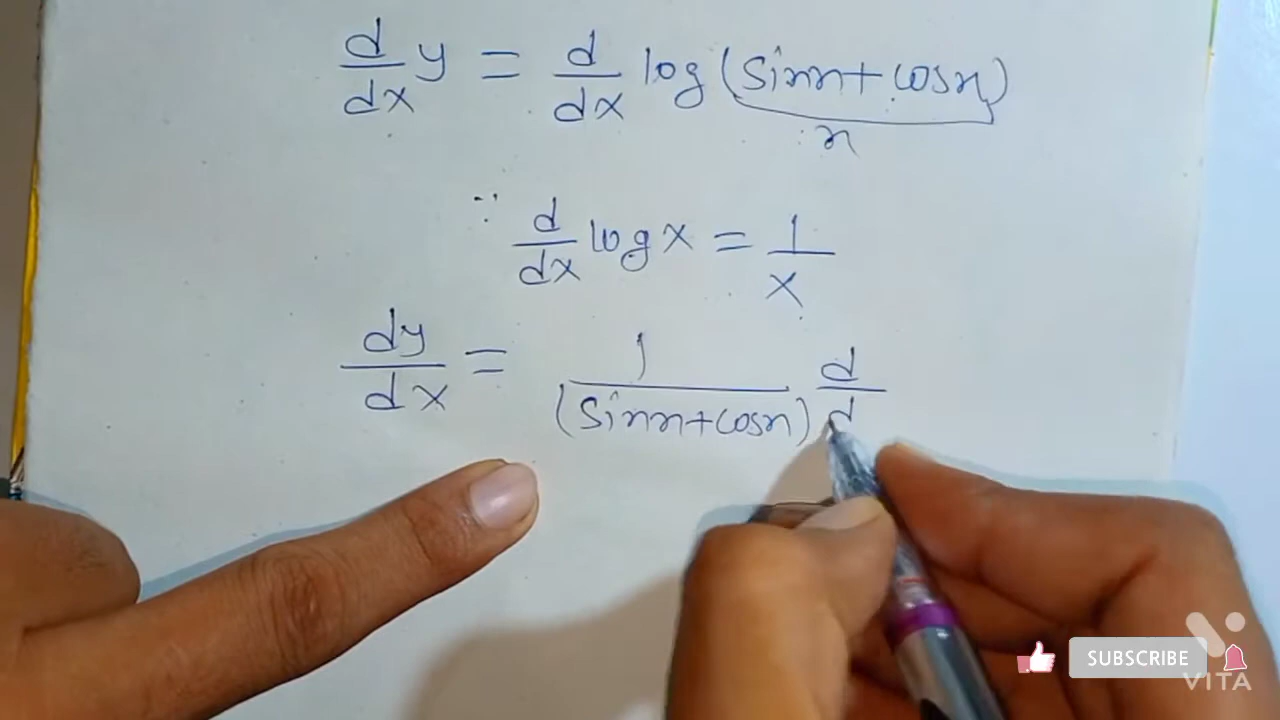 d/dx y = d/dx log (sinx + cosx)
x
∵ d/dx log x = 1/x
dy/dx = 1/(sinx+cosx) d/d
SUBSCRIBE
VITA